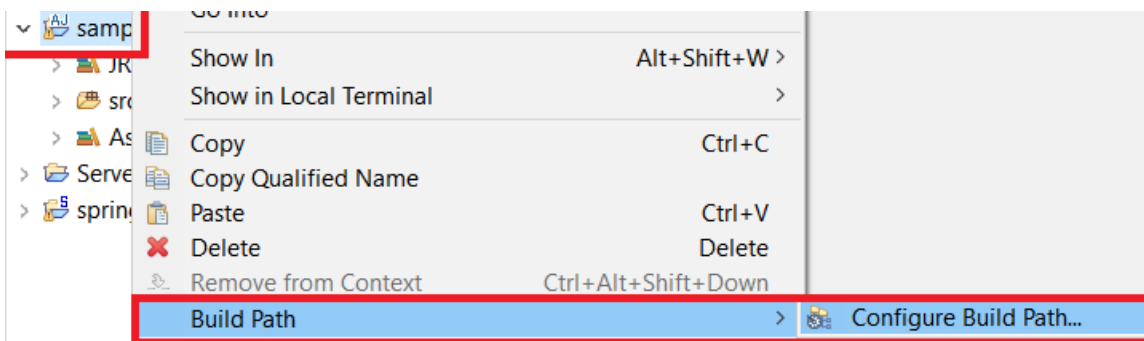 samp
Show In Alt+Shift+W >
JR
Show in Local Terminal >
src
As
Copy Ctrl+C
Serve
Copy Qualified Name
spring
Paste Ctrl+V
Delete Delete
Remove from Context Ctrl+Alt+Shift+Down
Build Path > Configure Build Path...